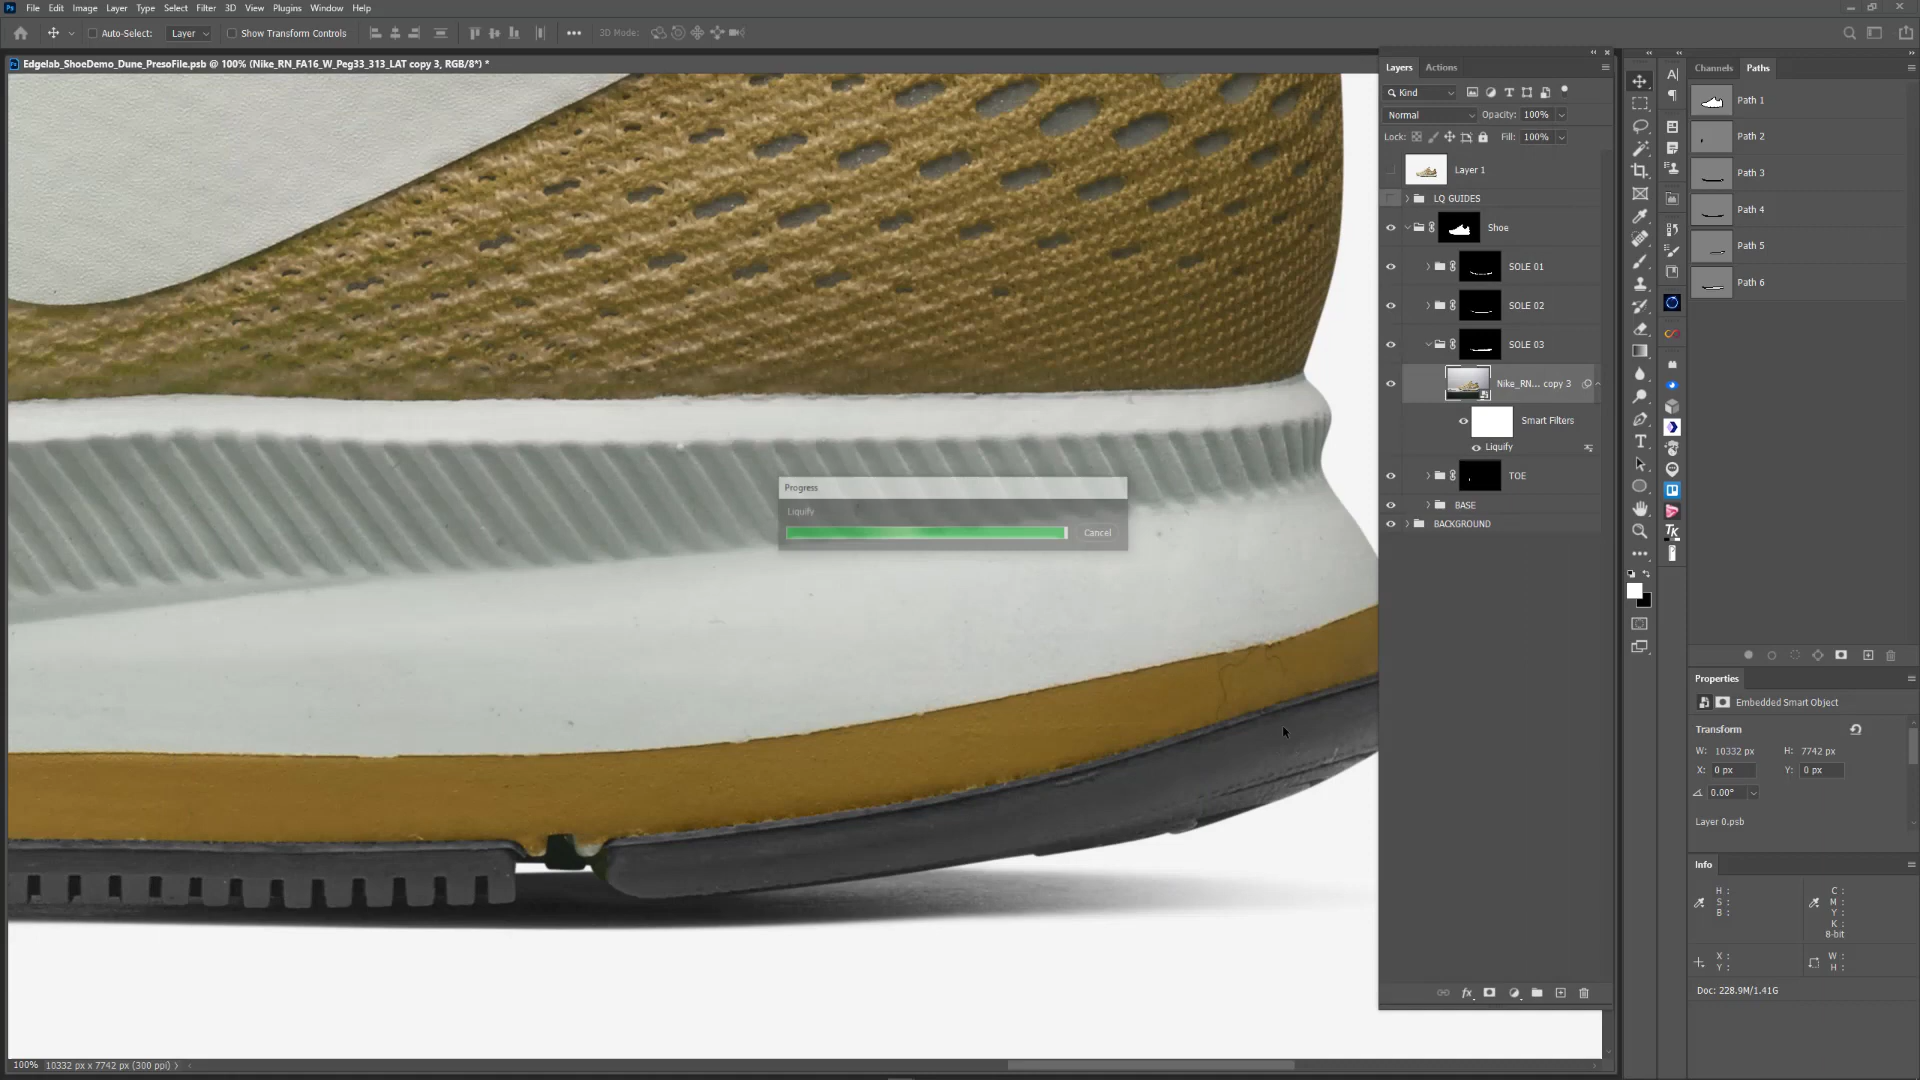 Ps File Edit Image Layer Type Select Filter 3D View Plugins Window Help
Auto-Select: Layer Show Transform Controls 3D Mode:
Edgelab_ShoeDemo_Dune_PresoFile.psb @ 100% (Nike_RN_FA16_W_Peg33_313_LAT copy 3, RGB/8*) *
Layers Actions
Kind
Normal Opacity: 100%
Lock: Fill: 100%
Layer 1
LQ GUIDES
Shoe
SOLE 01
SOLE 02
SOLE 03
Nike_RN... copy 3
Smart Filters
Liquify
TOE
BASE
BACKGROUND
Progress
Liquify
Cancel
Channels Paths
Path 1
Path 2
Path 3
Path 4
Path 5
Path 6
Properties
Embedded Smart Object
Transform
W: 10332 px H: 7742 px
X: 0 px Y: 0 px
0.00°
Layer 0.psb
Info
H : C :
S : M :
B : Y :
K :
8-bit
X : W :
Y : H :
Doc: 228.9M/1.41G
100% 10332 px x 7742 px (300 ppi)